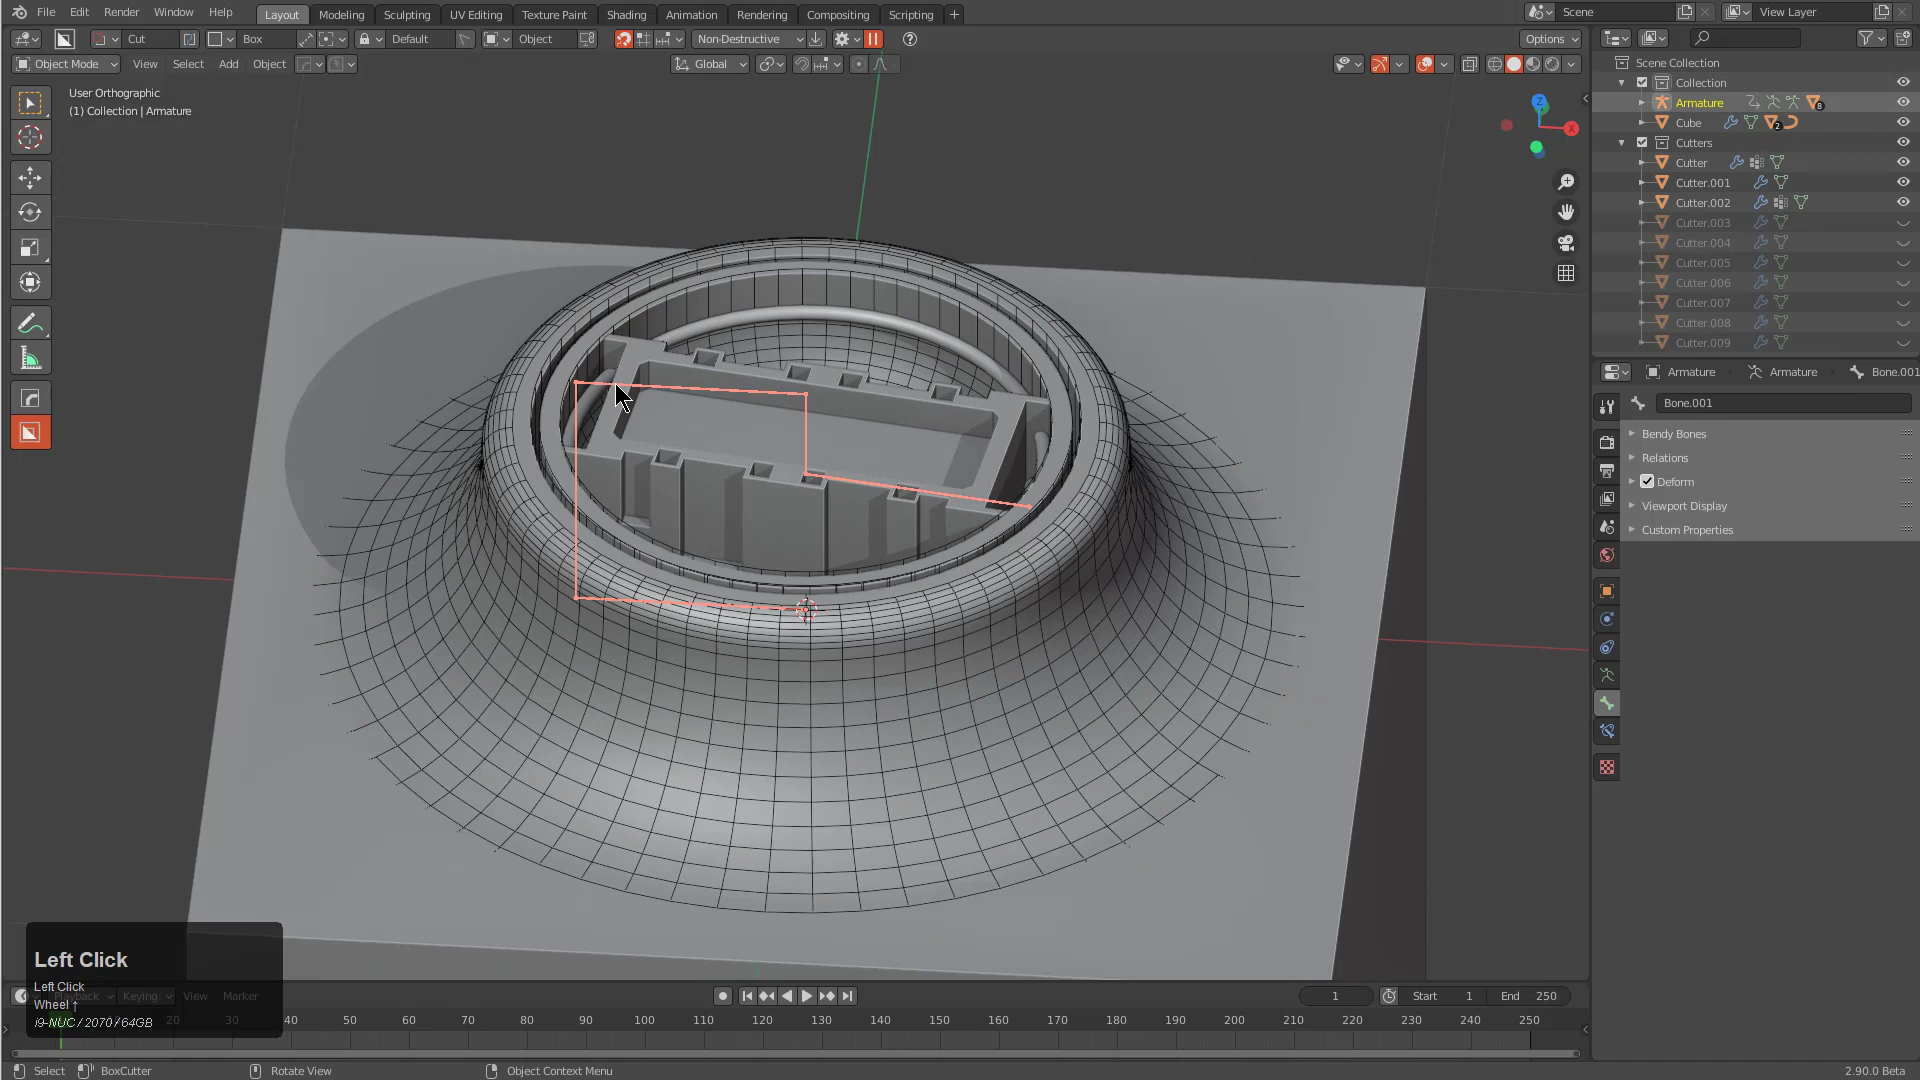 File Edit Render Window Help
Layout Modeling Sculpting UV Editing Texture Paint Shading Animation Rendering Compositing Scripting
Scene View Layer
Cut Box Default Object Non-Destructive Options
Object Mode View Select Add Object Global
User Orthographic
(1) Collection | Armature
Scene Collection
Collection
Armature 8
Cube 2
Cutters
Cutter
Cutter.001
Cutter.002
Cutter.003
Cutter.004
Cutter.005
Cutter.006
Cutter.007
Cutter.008
Cutter.009
Armature Armature Bone.001
Bone.001
Bendy Bones
Relations
Deform
Viewport Display
Custom Properties
Z
X
Left Click
Left Click
Wheel ↑
i9-NUC / 2070 / 64GB
Playback Keying View Marker
1 Start 1 End 250
20 30 40 50 60 70 80 90 100 110 120 130 140 150 160 170 180 190 200 210 220 230 240 250
Select BoxCutter Rotate View Object Context Menu 2.90.0 Beta